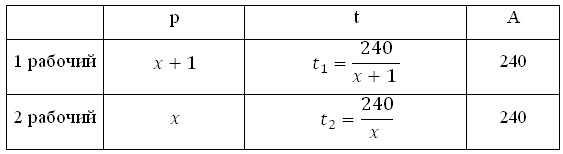 p t A
1 рабочий x + 1 t₁ = 240/(x + 1) 240
2 рабочий x t₂ = 240/x 240